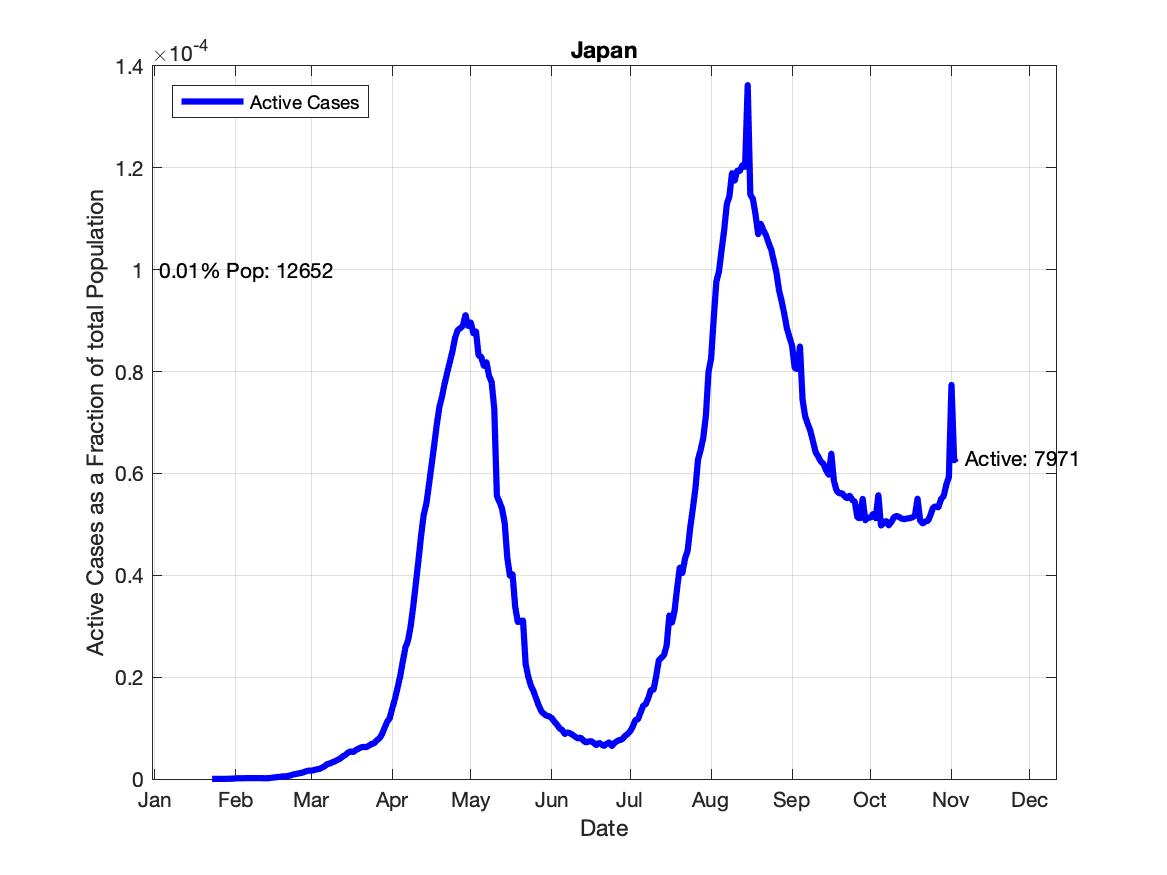 ×10-4
Japan
1.4
Active Cases
1.2
1
0.01% Pop: 12652
0.8
0.6
Active: 7971
0.4
0.2
0
Active Cases as a Fraction of total Population
Jan Feb Mar Apr May Jun Jul Aug Sep Oct Nov Dec
Date